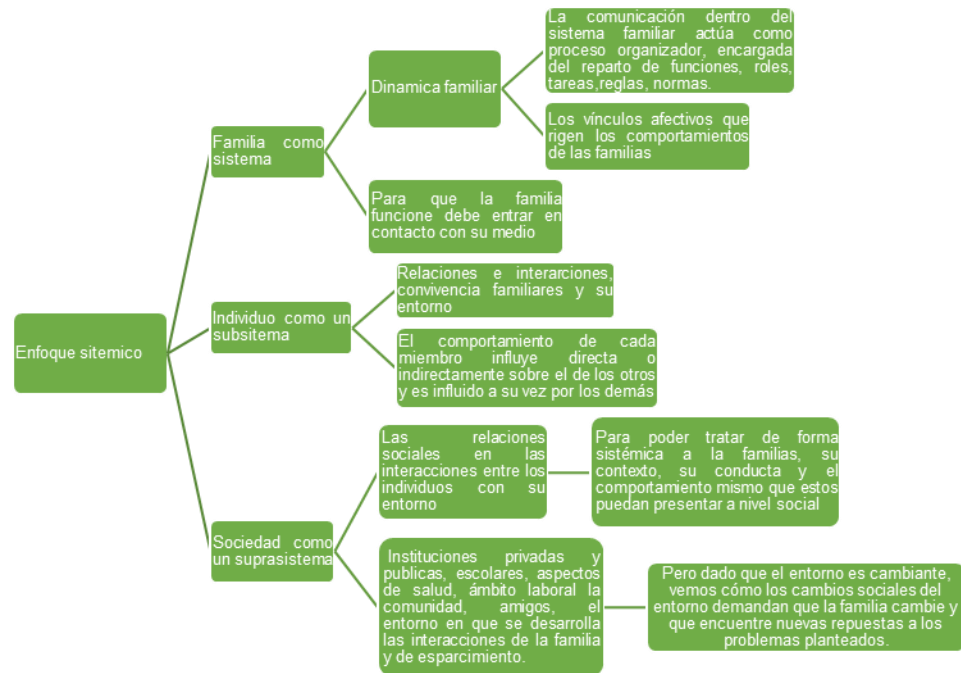 Enfoque sitemico
Familia como
sistema
Dinamica familiar
La comunicación dentro del
sistema familiar actúa como
proceso organizador, encargada
del reparto de funciones, roles,
tareas,reglas, normas.
Los vínculos afectivos que
rigen los comportamientos
de las familias
Para que la familia
funcione debe entrar en
contacto con su medio
Individuo como un
subsitema
Relaciones e interarciones,
convivencia familiares y su
entorno
El comportamiento de cada
miembro influye directa o
indirectamente sobre el de los otros
y es influido a su vez por los demás
Sociedad como
un suprasistema
Las relaciones
sociales en las
interacciones entre los
individuos con su
entorno
Para poder tratar de forma
sistémica a la familias, su
contexto, su conducta y el
comportamiento mismo que estos
puedan presentar a nivel social
Instituciones privadas y
publicas, escolares, aspectos
de salud, ámbito laboral la
comunidad, amigos, el
entorno en que se desarrolla
las interacciones de la familia
y de esparcimiento.
Pero dado que el entorno es cambiante,
vemos cómo los cambios sociales del
entorno demandan que la familia cambie y
que encuentre nuevas repuestas a los
problemas planteados.